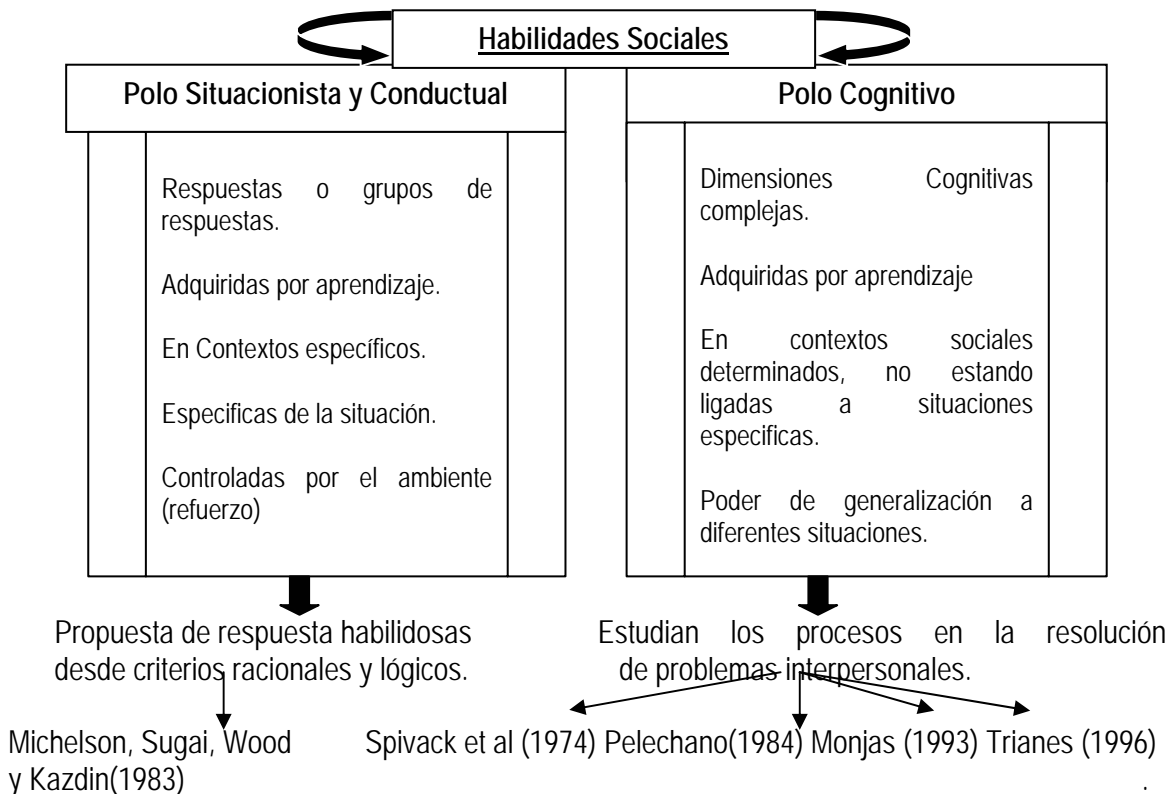 Habilidades Sociales
Polo Situacionista y Conductual
Respuestas o grupos de
respuestas.
Adquiridas por aprendizaje.
En Contextos específicos.
Especificas de la situación.
Controladas por el ambiente
(refuerzo)
Propuesta de respuesta habilidosas
desde criterios racionales y lógicos.
Michelson, Sugai, Wood
y Kazdin(1983)
Polo Cognitivo
Dimensiones Cognitivas
complejas.
Adquiridas por aprendizaje
En contextos sociales
determinados, no estando
ligadas a situaciones
especificas.
Poder de generalización a
diferentes situaciones.
Estudian los procesos en la resolución
de problemas interpersonales.
Spivack et al (1974) Pelechano(1984) Monjas (1993) Trianes (1996)
.